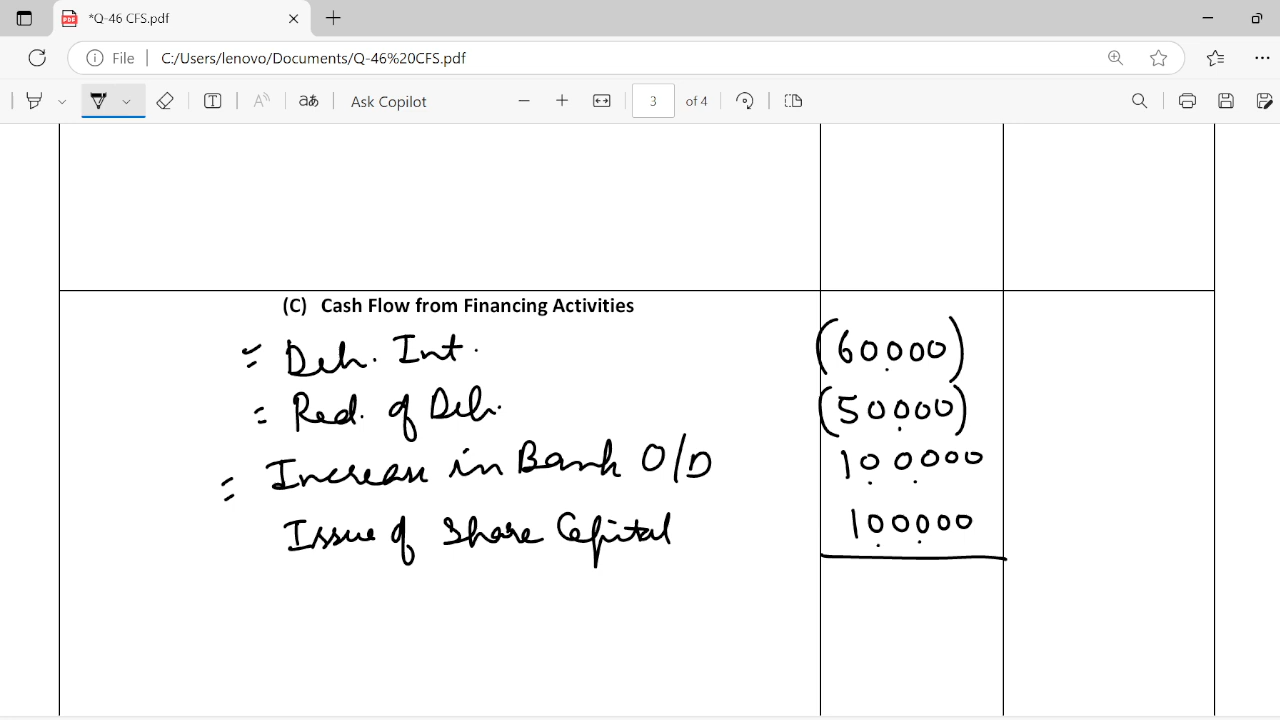 *Q-46 CFS.pdf
File C:/Users/lenovo/Documents/Q-46%20CFS.pdf
Ask Copilot 3 of 4
(C) Cash Flow from Financing Activities
= Deb. Int. (60000)
= Red. of Deb. (50000)
= Increase in Bank O/D 100000
Issue of Share Capital 100000